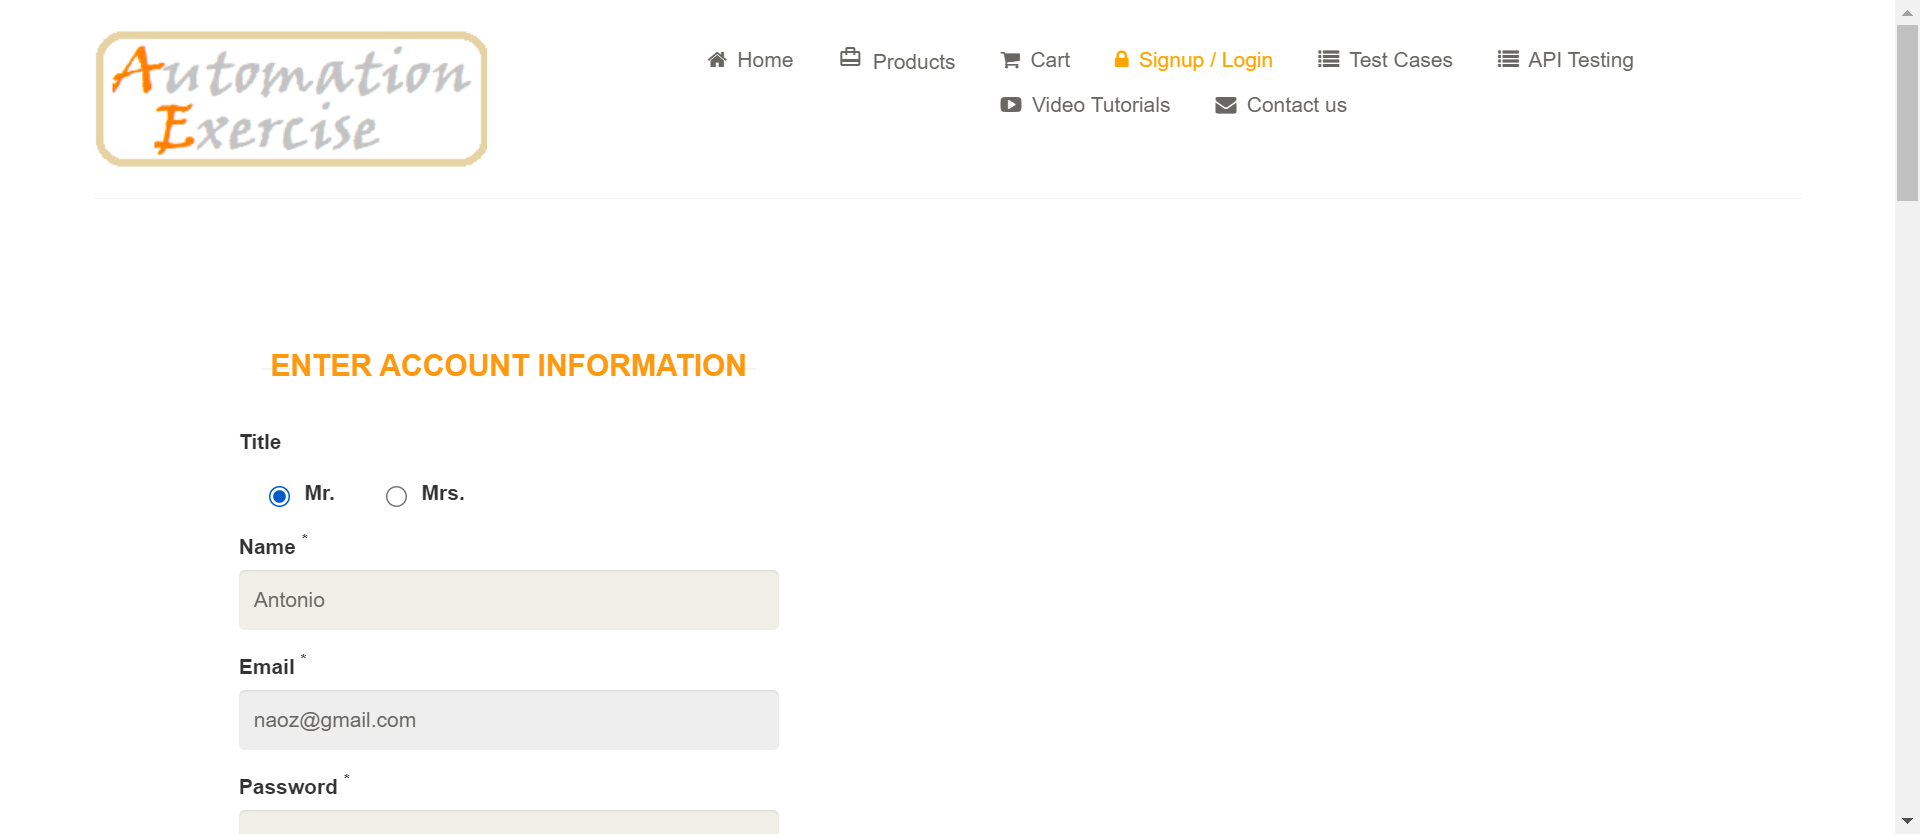 Automation
Exercise
Home Products Cart Signup / Login Test Cases API Testing
Video Tutorials Contact us
ENTER ACCOUNT INFORMATION
Title
Mr. Mrs.
Name *
Antonio
Email *
naoz@gmail.com
Password *